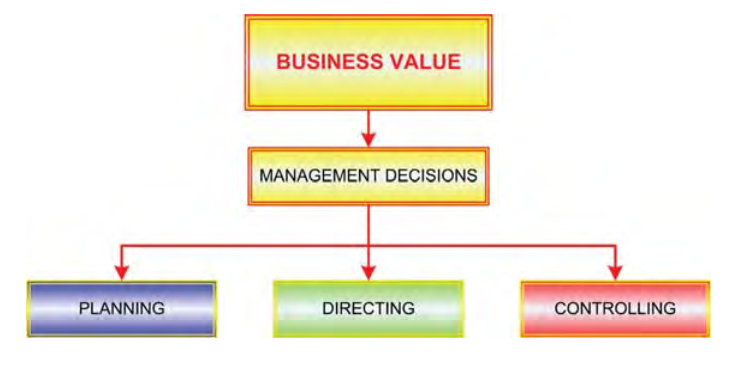 BUSINESS VALUE
MANAGEMENT DECISIONS
PLANNING
DIRECTING
CONTROLLING